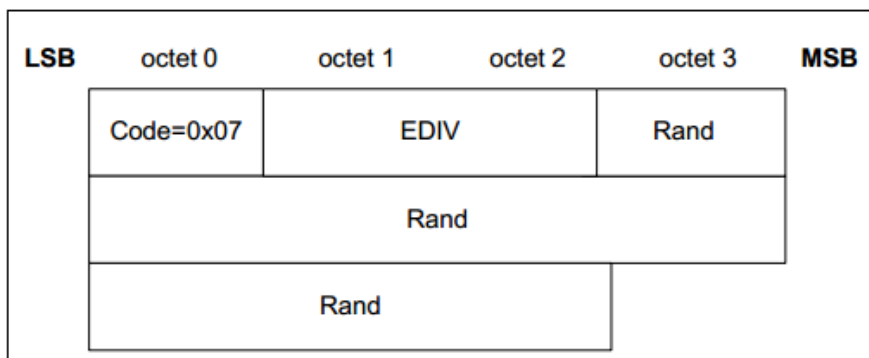 LSB octet 0 octet 1 octet 2 octet 3 MSB
Code=0x07 EDIV Rand
Rand
Rand